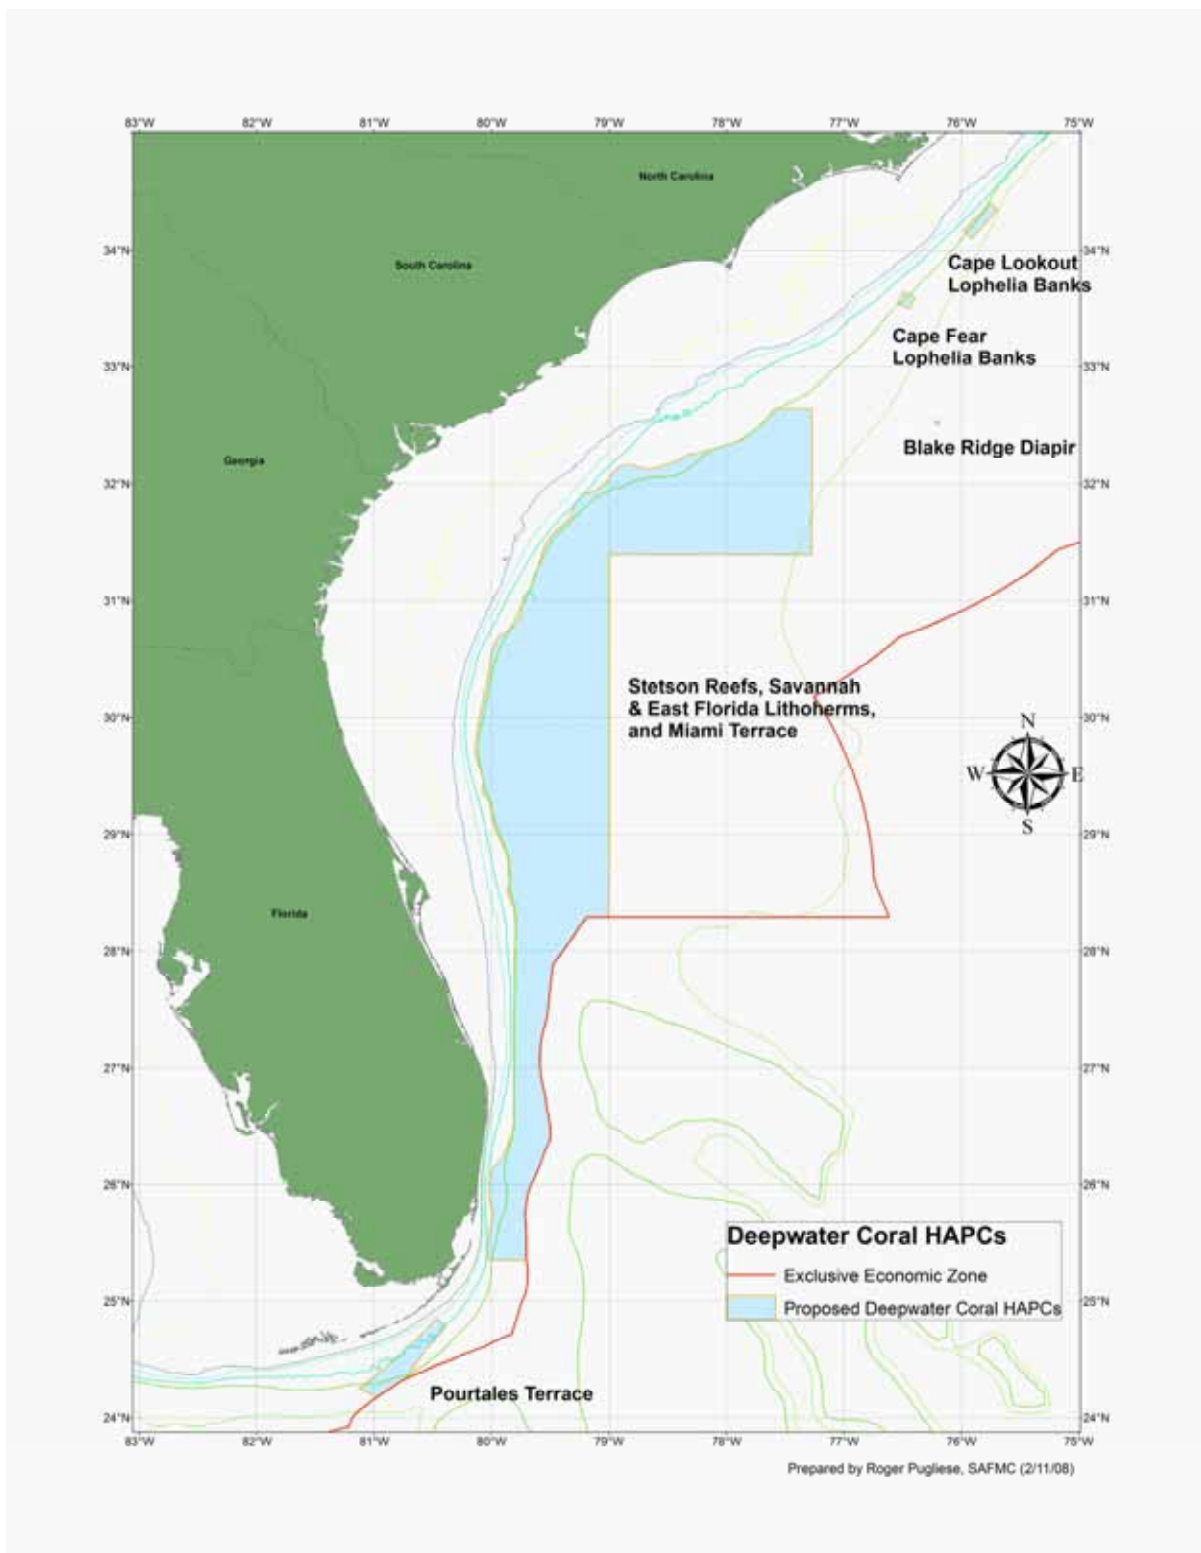 83°W 82°W 81°W 80°W 79°W 78°W 77°W 76°W 75°W
North Carolina
34°N 34°N
South Carolina
Cape Lookout
Lophelia Banks
Cape Fear
Lophelia Banks
33°N 33°N
Georgia
Blake Ridge Diapir
32°N 32°N
31°N 31°N
Stetson Reefs, Savannah
& East Florida Lithoherms,
and Miami Terrace
30°N 30°N
N
W E
S
29°N 29°N
Florida
28°N 28°N
27°N 27°N
26°N 26°N
Deepwater Coral HAPCs
Exclusive Economic Zone
Proposed Deepwater Coral HAPCs
25°N 25°N
Pourtales Terrace
24°N 24°N
83°W 82°W 81°W 80°W 79°W 78°W 77°W 76°W 75°W
Prepared by Roger Pugliese, SAFMC (2/11/08)